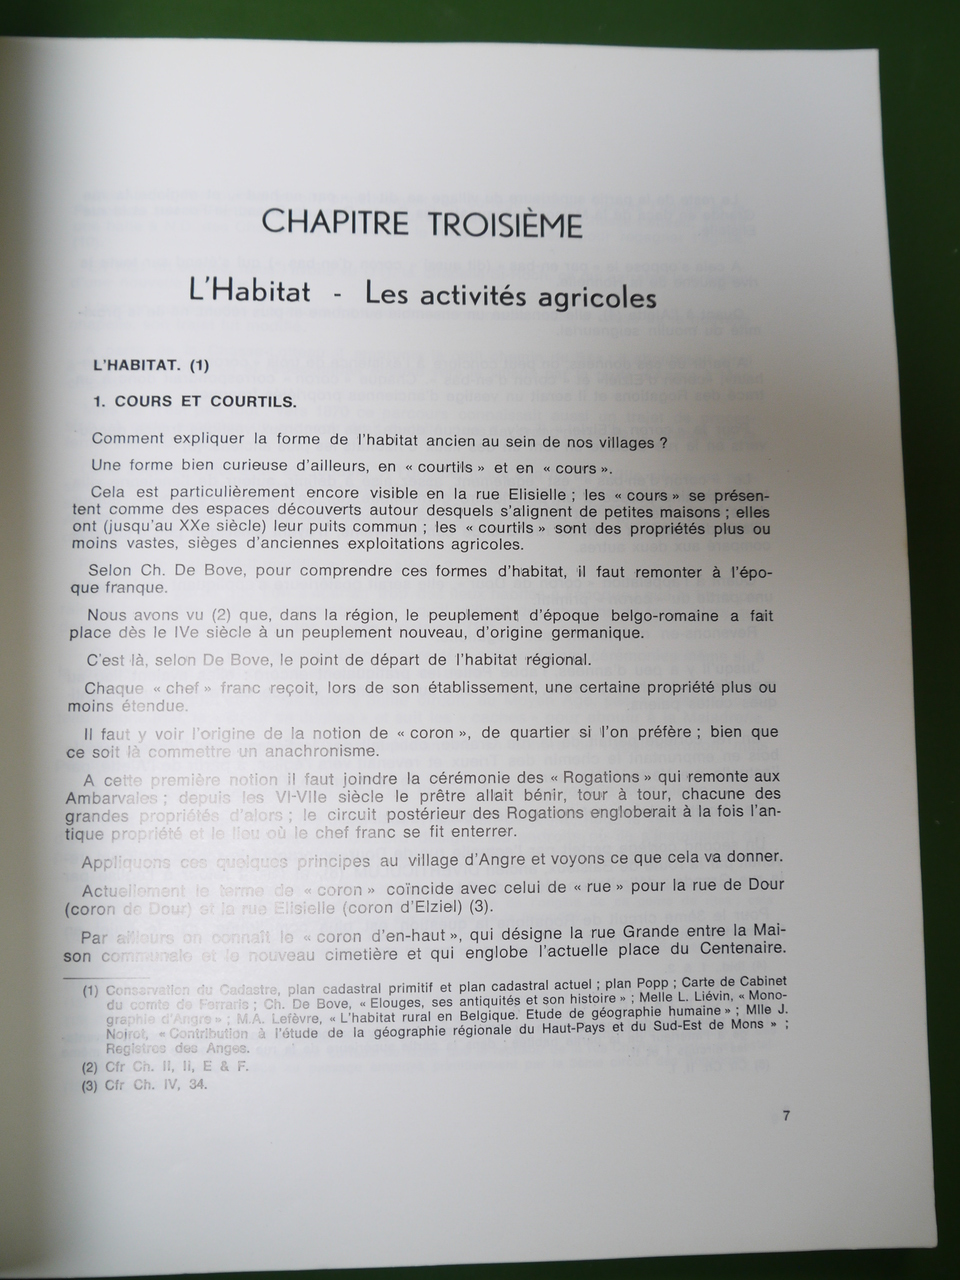 CHAPITRE TROISIÈME
L'Habitat - Les activités agricoles
L'HABITAT. (1)
1. COURS ET COURTILS.
Comment expliquer la forme de l'habitat ancien au sein de nos villages ?
Une forme bien curieuse d'ailleurs, en « courtils » et en « cours ».
Cela est particulièrement encore visible en la rue Elisielle ; les « cours » se présen-
tent comme des espaces découverts autour desquels s'alignent de petites maisons ; elles
ont (jusqu'au XXe siècle) leur puits commun ; les « courtils » sont des propriétés plus ou
moins vastes, sièges d'anciennes exploitations agricoles.
Selon Ch. De Bove, pour comprendre ces formes d'habitat, il faut remonter à l'épo-
que franque.
Nous avons vu (2) que, dans la région, le peuplement d'époque belgo-romaine a fait
place dès le IVe siècle à un peuplement nouveau, d'origine germanique.
C'est là, selon De Bove, le point de départ de l'habitat régional.
Chaque « chef » franc reçoit, lors de son établissement, une certaine propriété plus ou
moins étendue.
Il faut y voir l'origine de la notion de « coron », de quartier si l'on préfère ; bien que
ce soit là commettre un anachronisme.
A cette première notion il faut joindre la cérémonie des « Rogations » qui remonte aux
Ambarvales ; depuis les VI-VIIe siècle le prêtre allait bénir, tour à tour, chacune des
grandes propriétés d'alors ; le circuit postérieur des Rogations engloberait à la fois l'an-
tique propriété et le lieu où le chef franc se fit enterrer.
Appliquons ces quelques principes au village d'Angre et voyons ce que cela va donner.
Actuellement le terme de « coron » coïncide avec celui de « rue » pour la rue de Dour
(coron de Dour) et la rue Elisielle (coron d'Elziel) (3).
Par ailleurs on connaît le « coron d'en-haut », qui désigne la rue Grande entre la Mai-
son communale et le nouveau cimetière et qui englobe l'actuelle place du Centenaire.
(1) Conservation du Cadastre, plan cadastral primitif et plan cadastral actuel ; plan Popp ; Carte de Cabinet
du comte de Ferraris ; Ch. De Bove, « Elouges, ses antiquités et son histoire » ; Melle L. Liévin, « Mono-
graphie d'Angre » ; M.A. Lefèvre, « L'habitat rural en Belgique. Etude de géographie humaine » ; Mlle J.
Noirot, « Contribution à l'étude de la géographie régionale du Haut-Pays et du Sud-Est de Mons » ;
Registres des Anges.
(2) Cfr Ch. II, Ii, E & F.
(3) Cfr Ch. IV, 34.
7